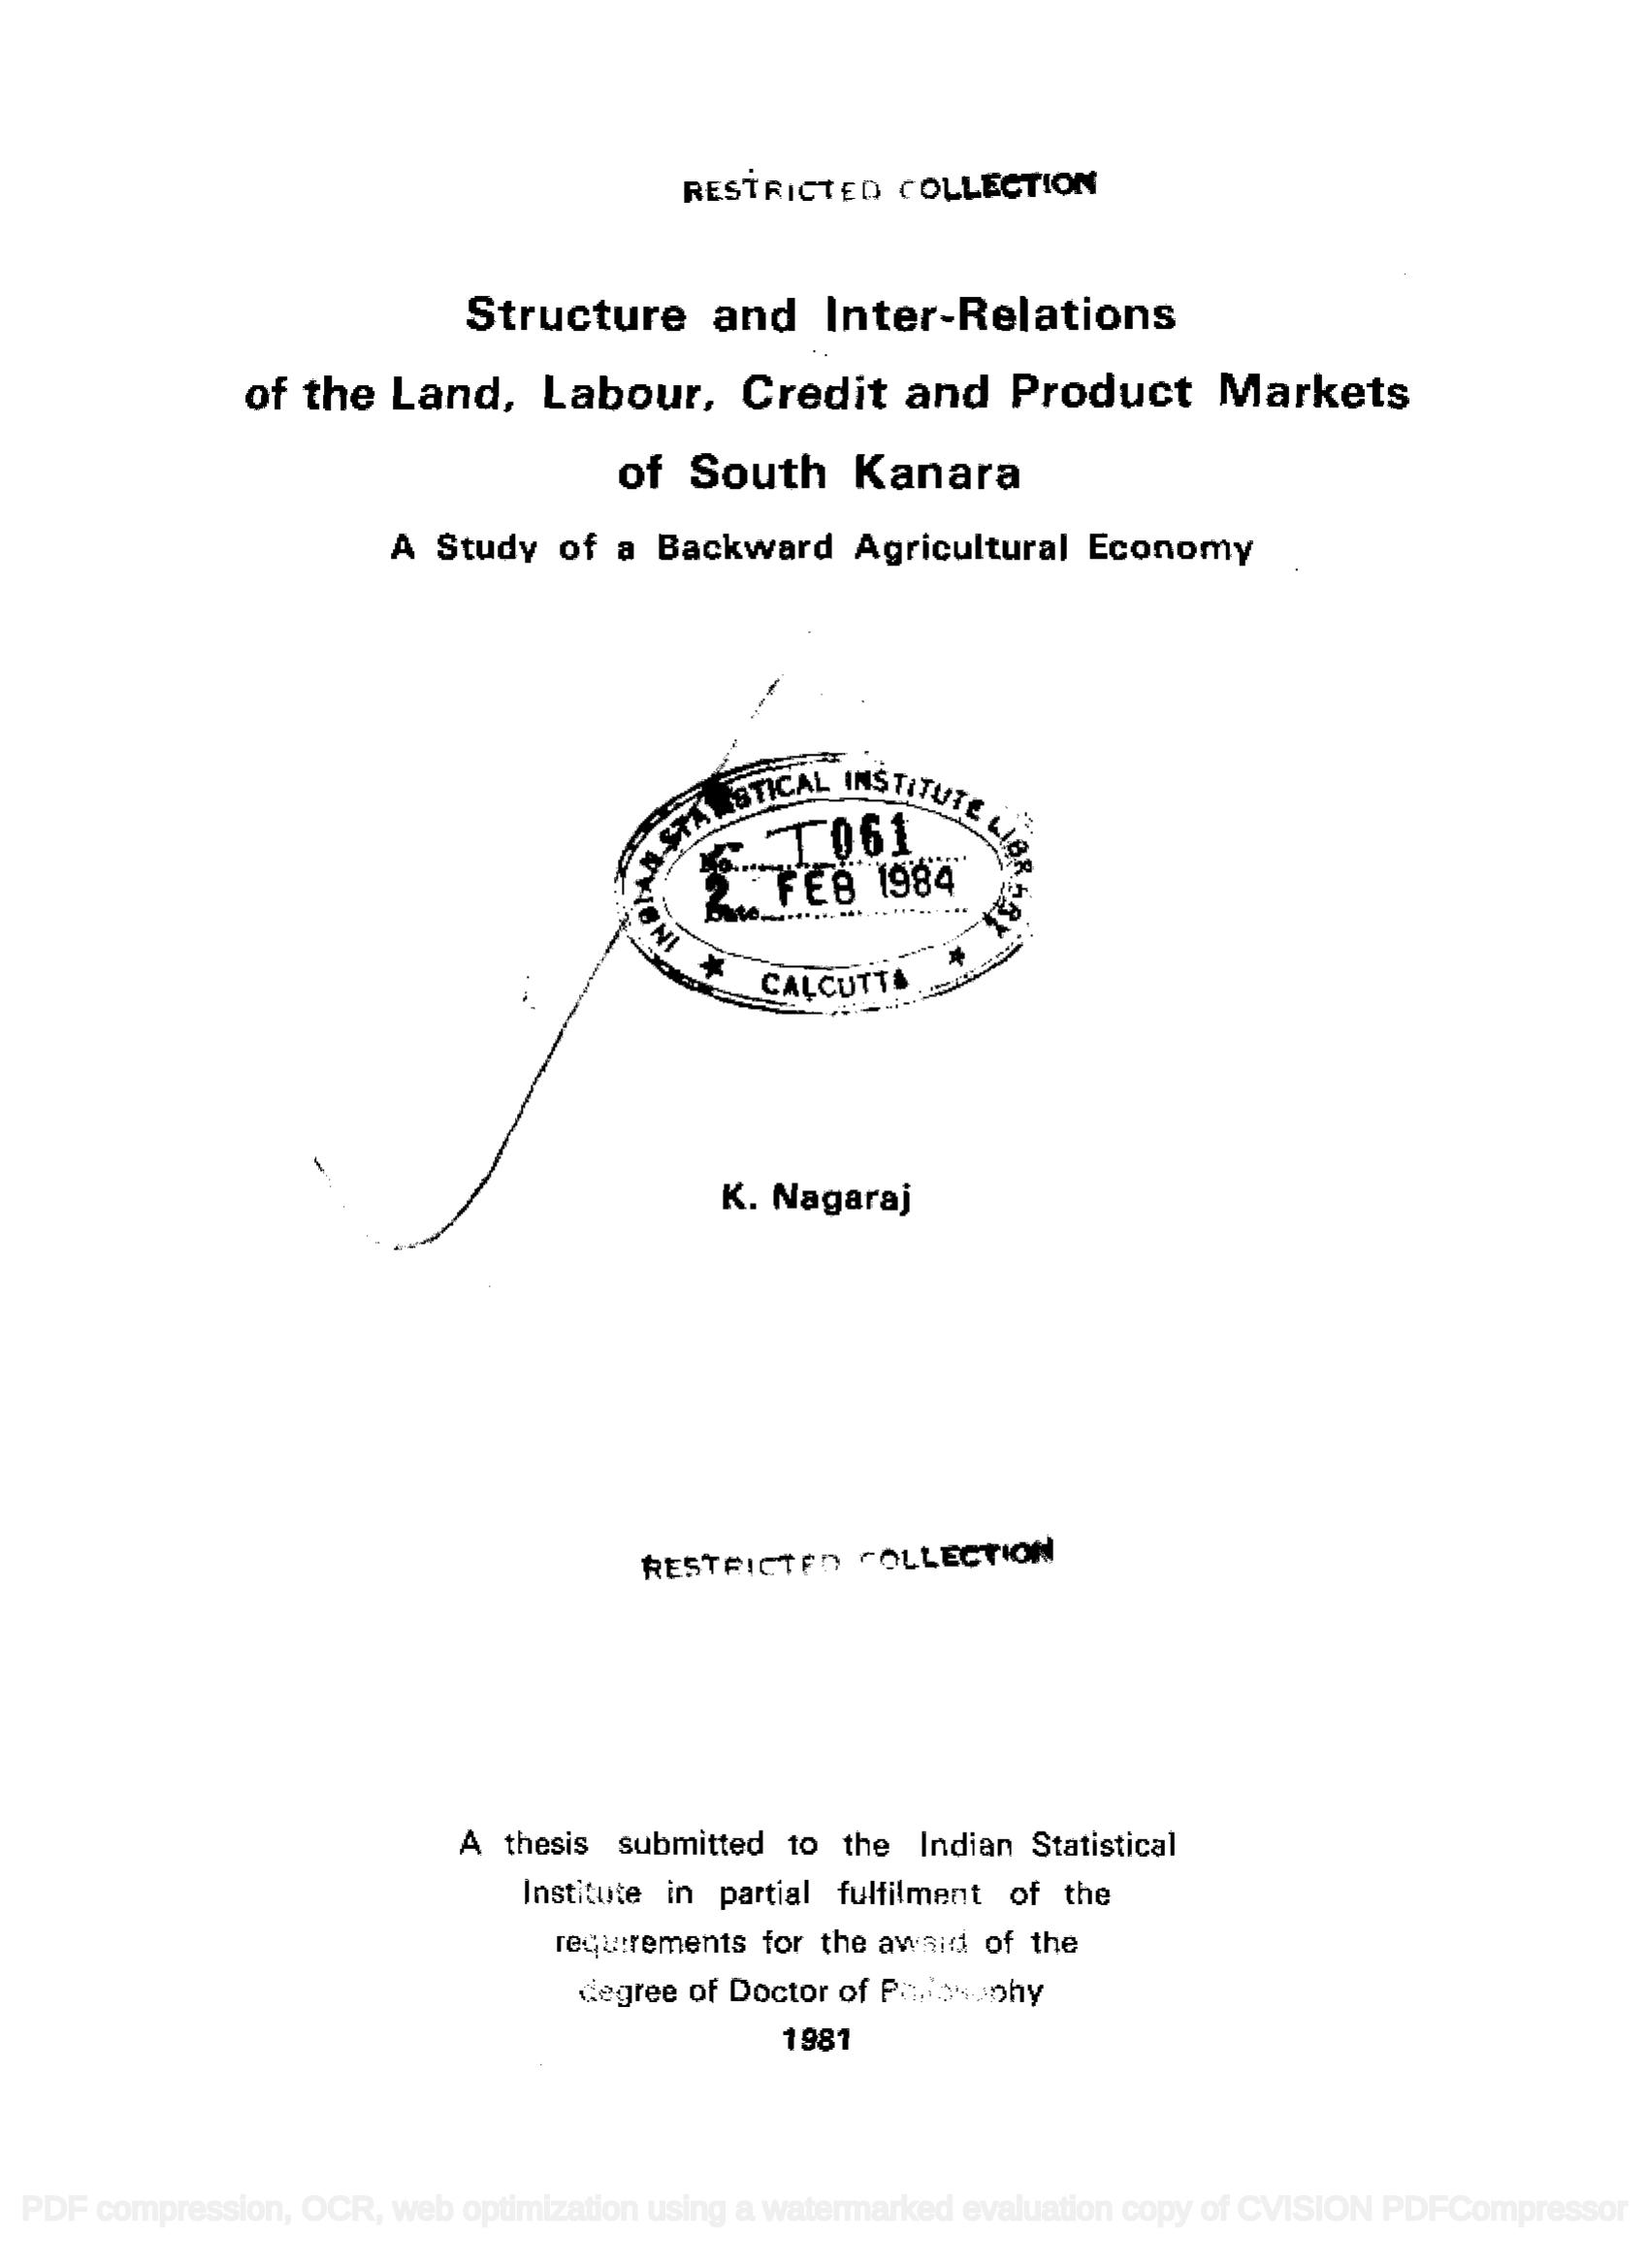 RESTRICTED COLLECTION
Structure and Inter-Relations
of the Land, Labour, Credit and Product Markets
of South Kanara
A Study of a Backward Agricultural Economy
INDIAN STATISTICAL INSTITUTE LIBRARY
No. T061
Date 2 FEB 1984
★ CALCUTTA ★
K. Nagaraj
RESTRICTED COLLECTION
A thesis submitted to the Indian Statistical
Institute in partial fulfilment of the
requirements for the award of the
degree of Doctor of Philosophy
1981
PDF compression, OCR, web optimization using a watermarked evaluation copy of CVISION PDFCompressor